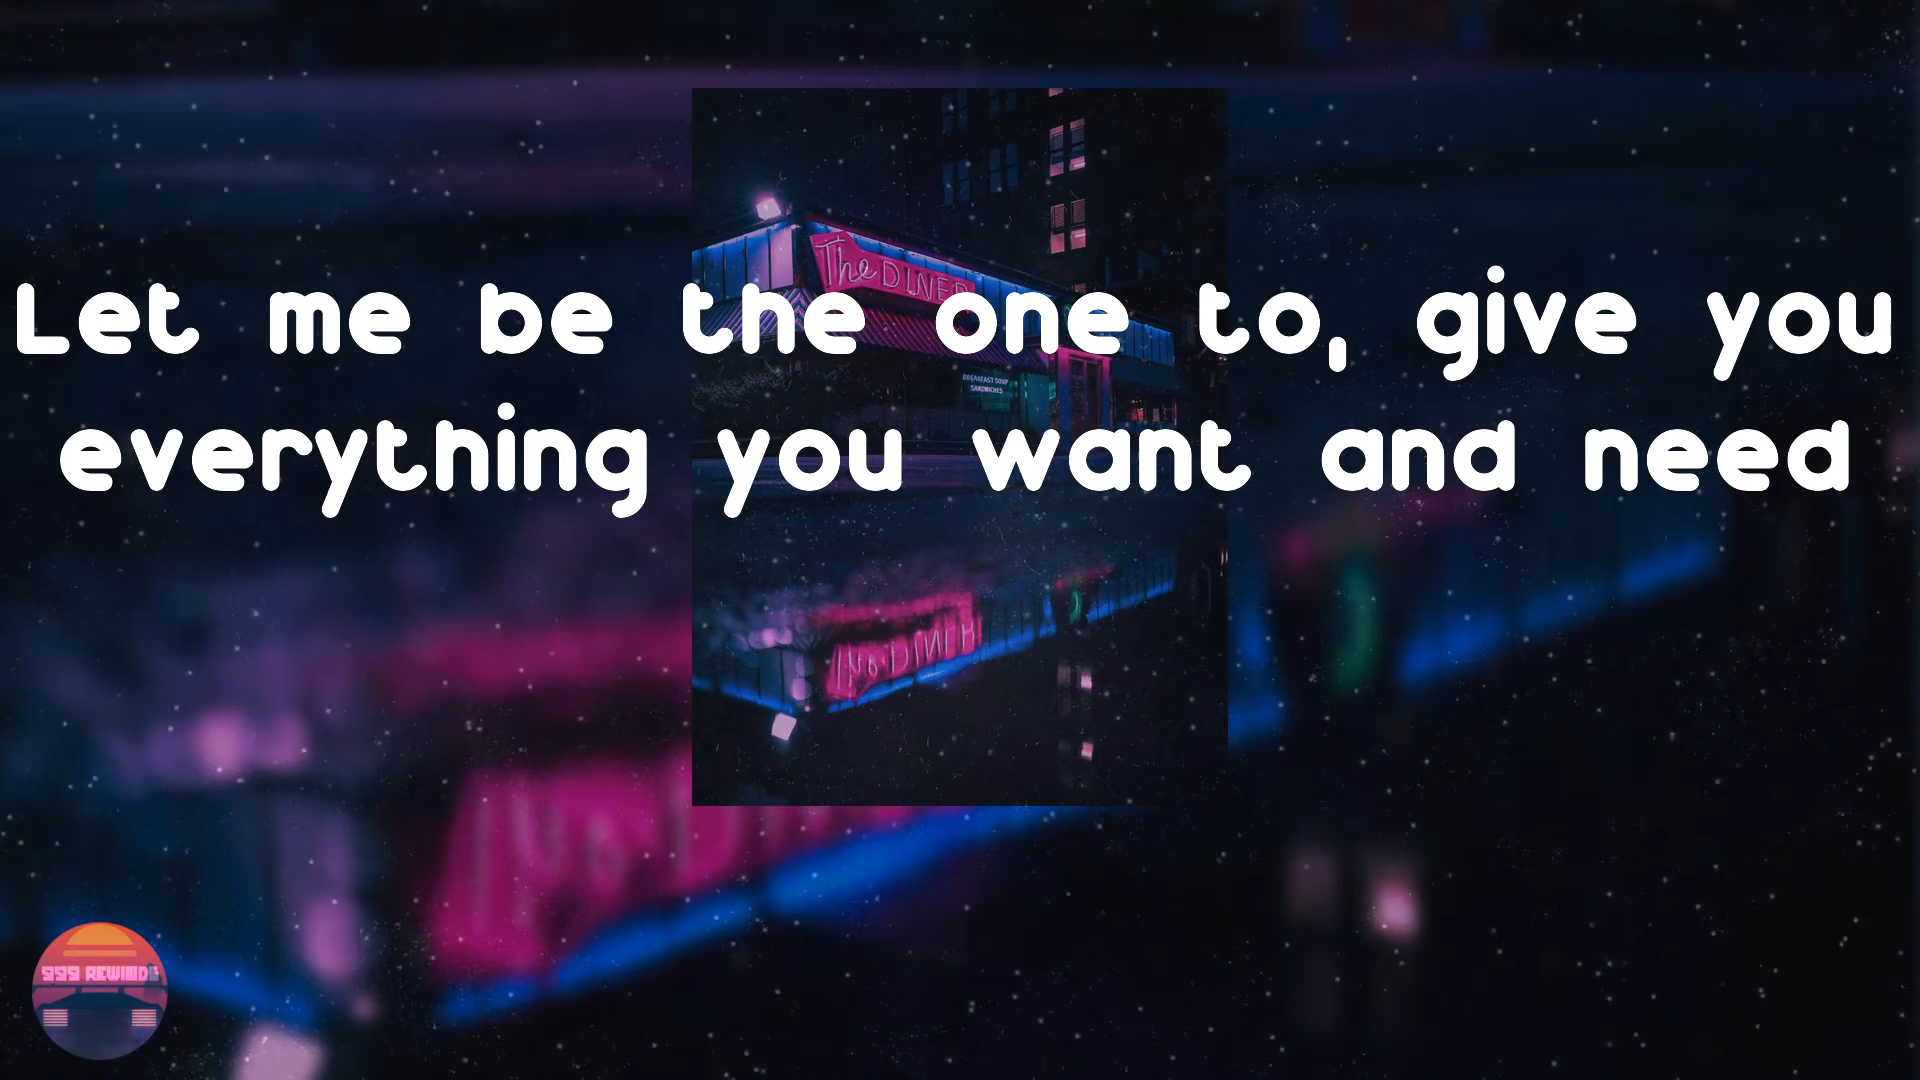 The DINER
Let me be the one to, give you
BREAKFAST SOUP
SANDWICHES
everything you want and need
999 REWINDS